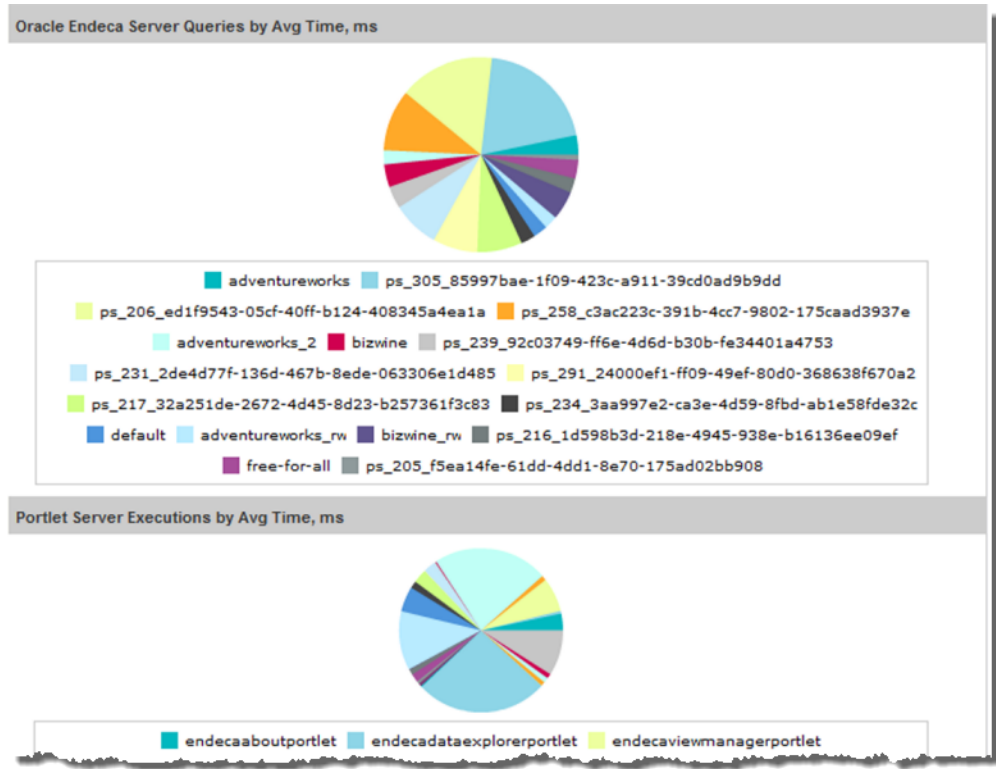 Oracle Endeca Server Queries by Avg Time, ms
adventureworks ps_305_85997bae-1f09-423c-a911-39cd0ad9b9dd
ps_206_ed1f9543-05cf-40ff-b124-408345a4ea1a ps_258_c3ac223c-391b-4cc7-9802-175caad3937e
adventureworks_2 bizwine ps_239_92c03749-ff6e-4d6d-b30b-fe34401a4753
ps_231_2de4d77f-136d-467b-8ede-063306e1d485 ps_291_24000ef1-ff09-49ef-80d0-368638f670a2
ps_217_32a251de-2672-4d45-8d23-b257361f3c83 ps_234_3aa997e2-ca3e-4d59-8fbd-ab1e58fde32c
default adventureworks_rw bizwine_rw ps_216_1d598b3d-218e-4945-938e-b16136ee09ef
free-for-all ps_205_f5ea14fe-61dd-4dd1-8e70-175ad02bb908
Portlet Server Executions by Avg Time, ms
endecaaboutportlet endecadataexplorerportlet endecaviewmanagerportlet